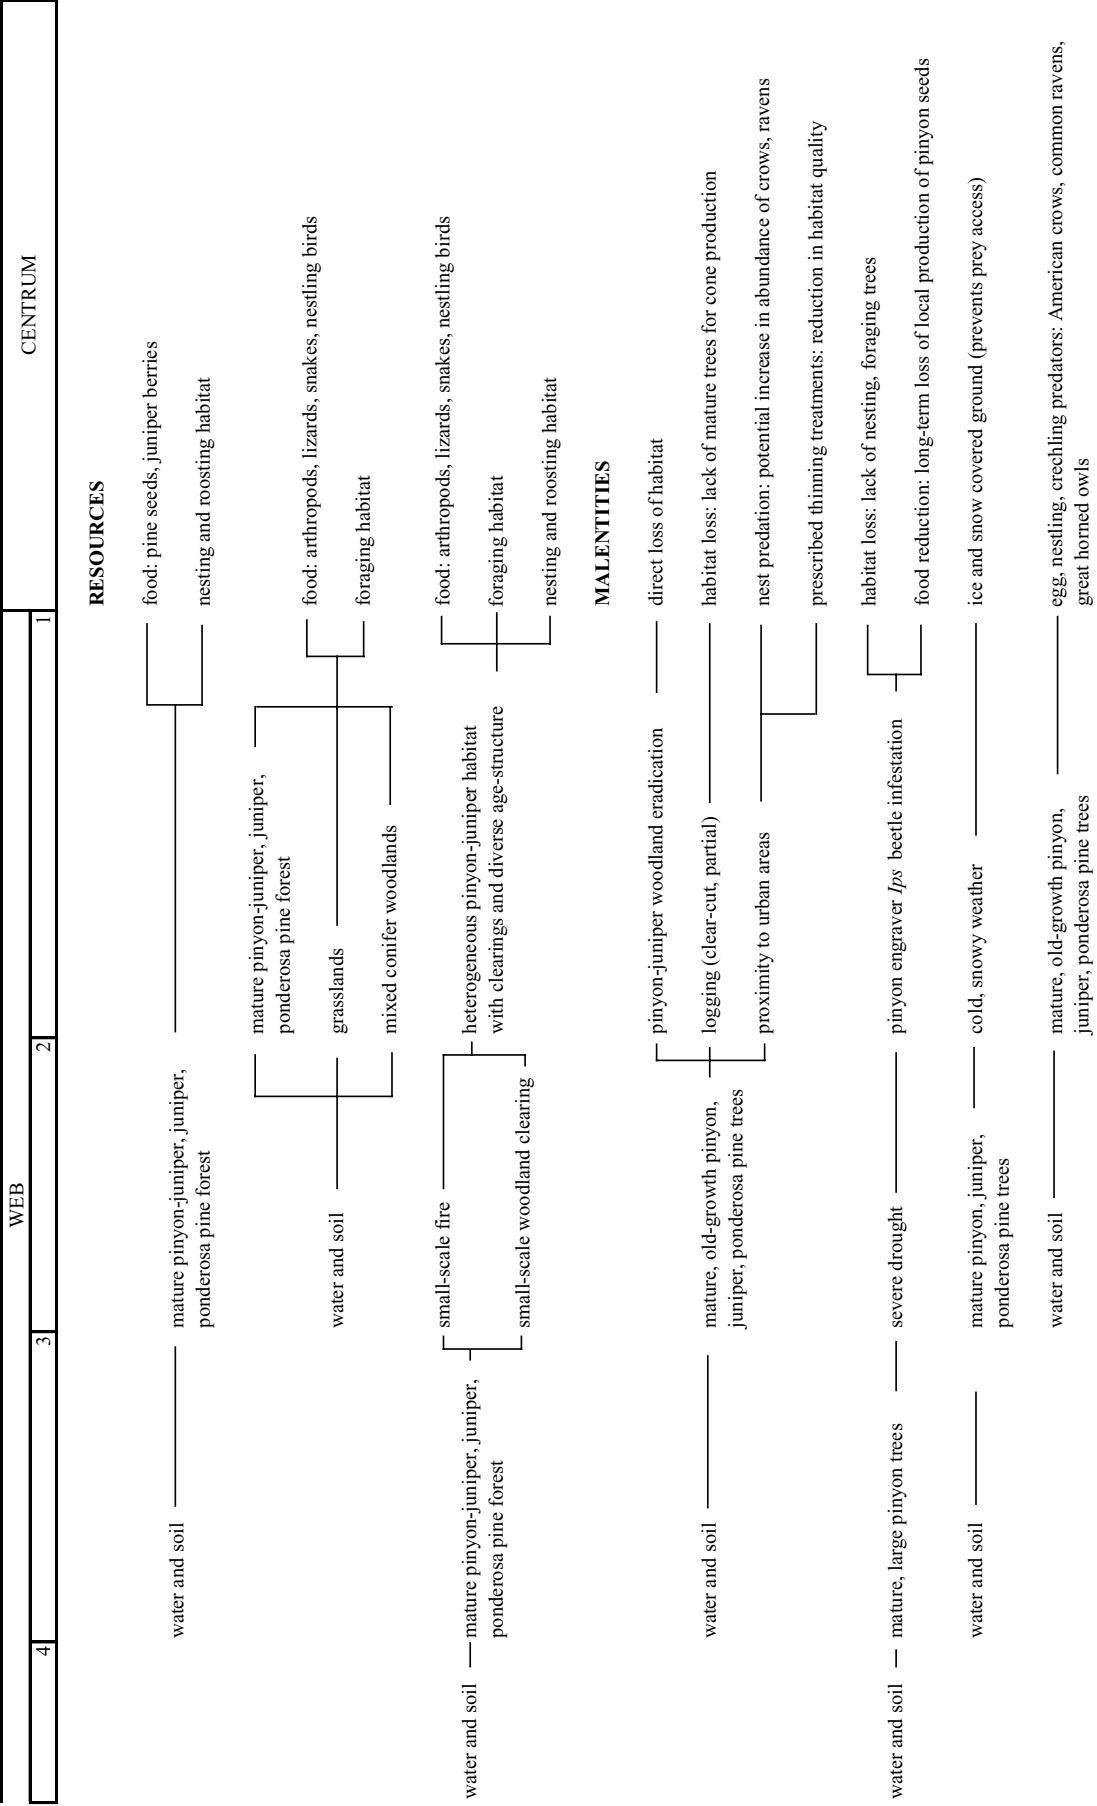 WEB
CENTRUM
4
3
2
1
RESOURCES
water and soil
mature pinyon-juniper, juniper,
ponderosa pine forest
food: pine seeds, juniper berries
nesting and roosting habitat
water and soil
mature pinyon-juniper, juniper,
ponderosa pine forest
grasslands
mixed conifer woodlands
food: arthropods, lizards, snakes, nestling birds
foraging habitat
water and soil
mature pinyon-juniper, juniper,
ponderosa pine forest
small-scale fire
small-scale woodland clearing
heterogeneous pinyon-juniper habitat
with clearings and diverse age-structure
food: arthropods, lizards, snakes, nestling birds
foraging habitat
nesting and roosting habitat
MALENTITIES
water and soil
mature, old-growth pinyon,
juniper, ponderosa pine trees
pinyon-juniper woodland eradication
direct loss of habitat
logging (clear-cut, partial)
habitat loss: lack of mature trees for cone production
proximity to urban areas
nest predation: potential increase in abundance of crows, ravens
prescribed thinning treatments: reduction in habitat quality
water and soil
mature, large pinyon trees
severe drought
pinyon engraver Ips beetle infestation
habitat loss: lack of nesting, foraging trees
food reduction: long-term loss of local production of pinyon seeds
water and soil
mature pinyon, juniper,
ponderosa pine trees
cold, snowy weather
ice and snow covered ground (prevents prey access)
water and soil
mature, old-growth pinyon,
juniper, ponderosa pine trees
egg, nestling, crechling predators: American crows, common ravens,
great horned owls